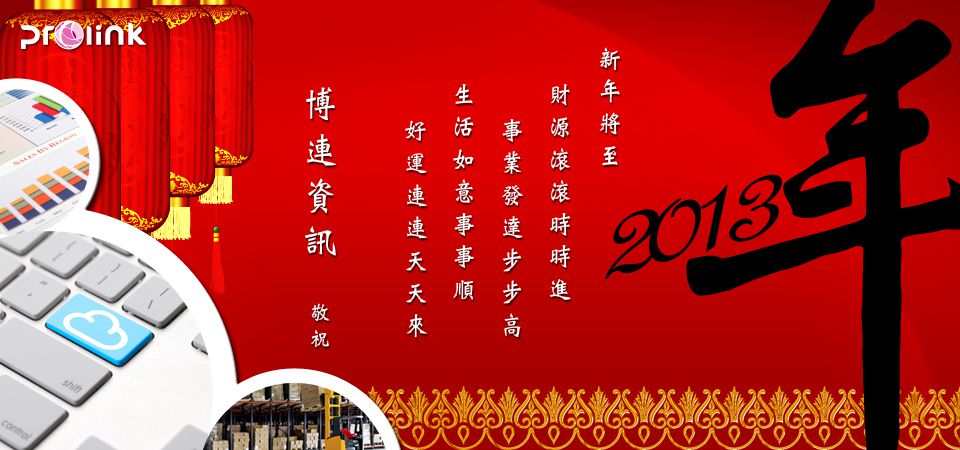 prolink
年
2013
新年將至
財源滾滾時時進
事業發達步步高
生活如意事事順
好運連連天天來
博連資訊
敬祝
SALES BY REGION
shift
control